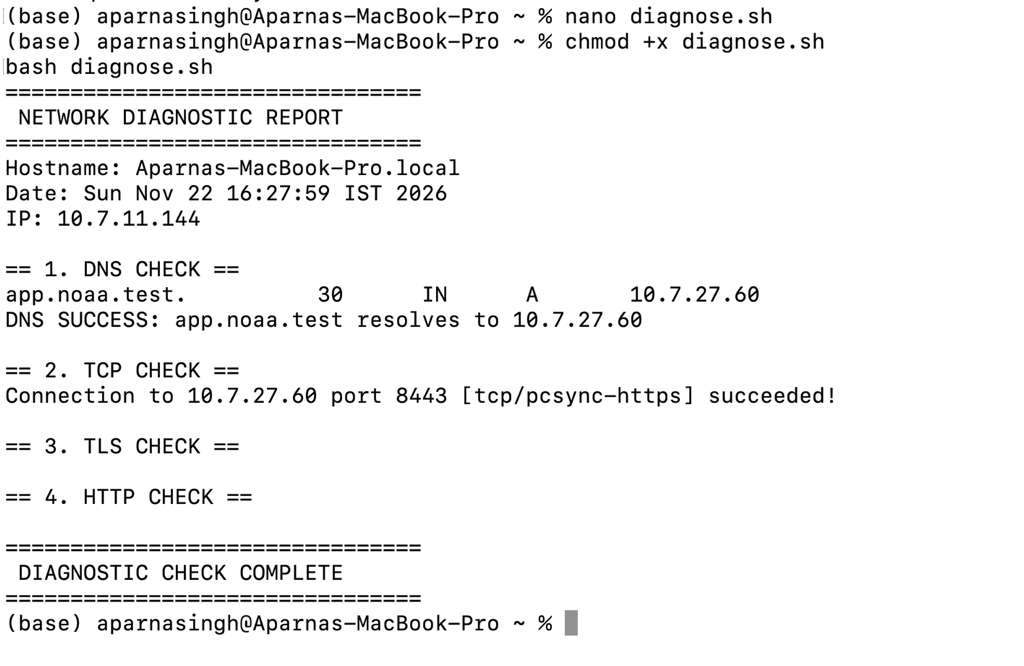 (base) aparnasingh@Aparnas-MacBook-Pro ~ % nano diagnose.sh
(base) aparnasingh@Aparnas-MacBook-Pro ~ % chmod +x diagnose.sh
bash diagnose.sh
================================
 NETWORK DIAGNOSTIC REPORT
================================
Hostname: Aparnas-MacBook-Pro.local
Date: Sun Nov 22 16:27:59 IST 2026
IP: 10.7.11.144

== 1. DNS CHECK ==
app.noaa.test.          30      IN      A       10.7.27.60
DNS SUCCESS: app.noaa.test resolves to 10.7.27.60

== 2. TCP CHECK ==
Connection to 10.7.27.60 port 8443 [tcp/pcsync-https] succeeded!

== 3. TLS CHECK ==

== 4. HTTP CHECK ==

================================
 DIAGNOSTIC CHECK COMPLETE
================================
(base) aparnasingh@Aparnas-MacBook-Pro ~ %